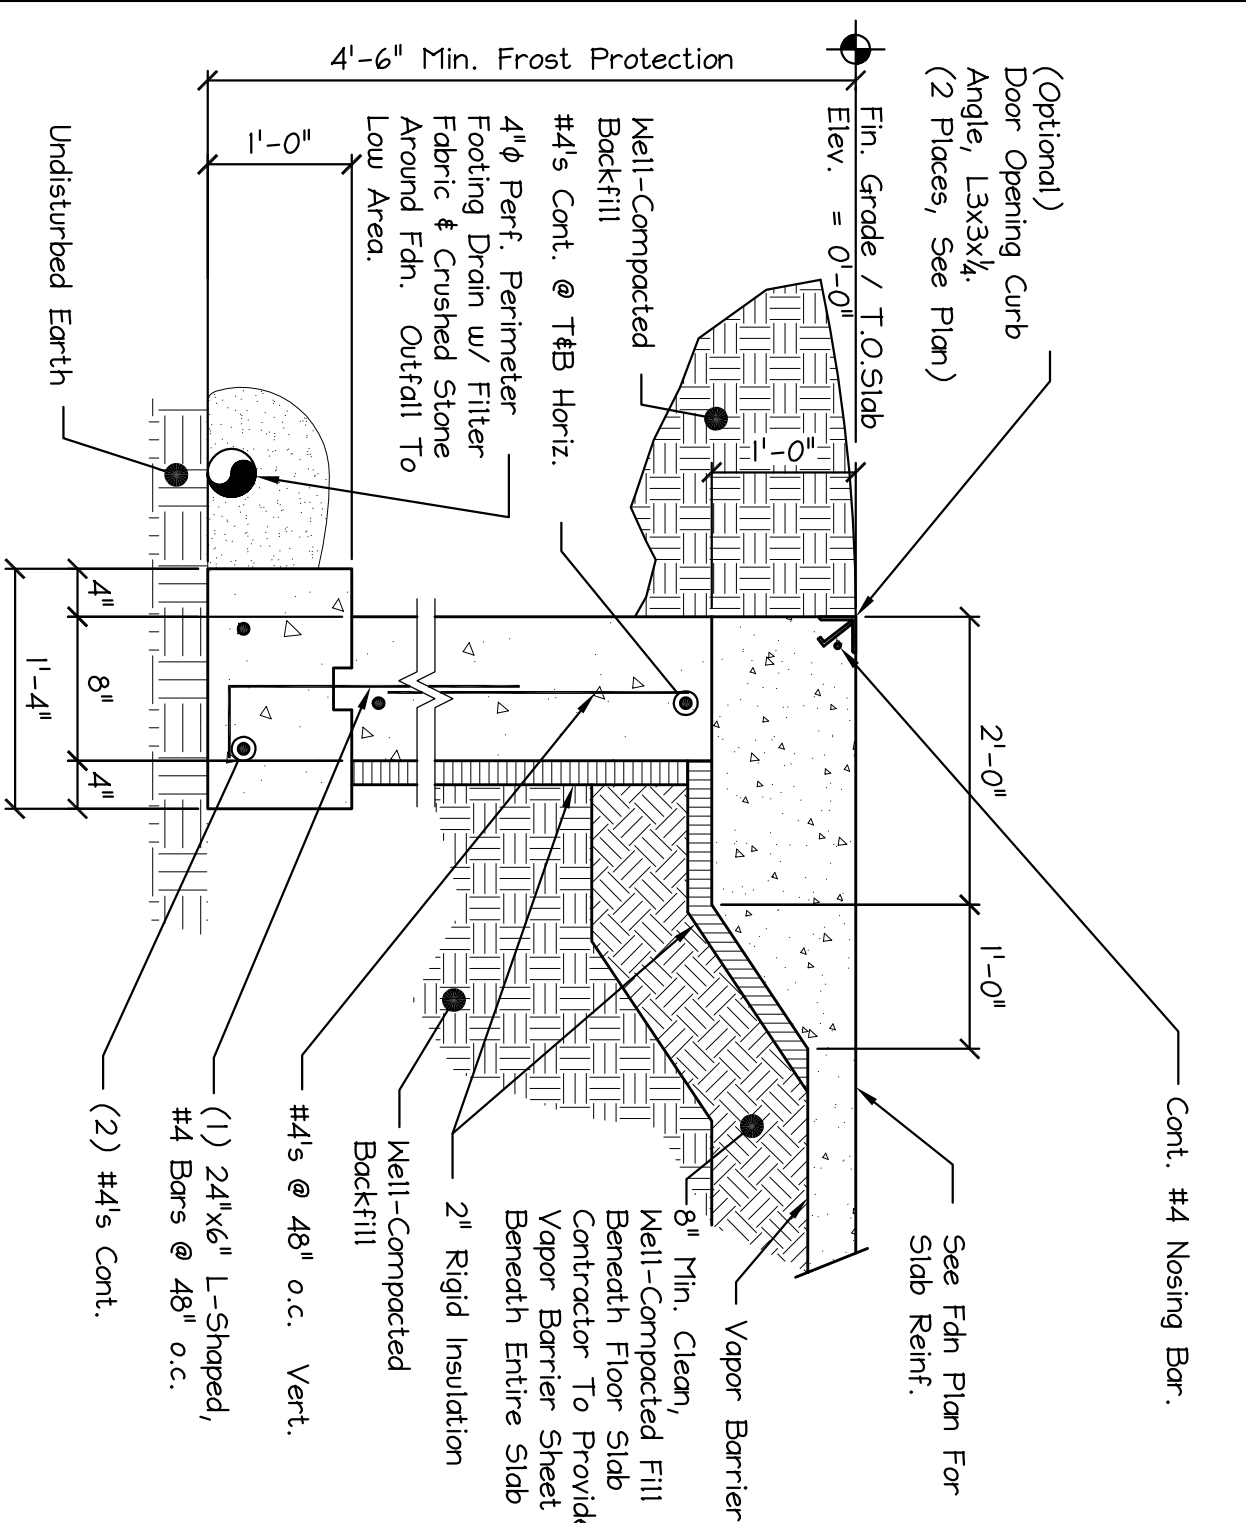 (Optional)
Door Opening Curb
Angle, L3x3x¼.
(2 Places, See Plan)
Fin. Grade / T.O.Slab
Elev. = 0'-0"
4'-6" Min. Frost Protection
Well-Compacted
Backfill
#4's Cont. @ T&B Horiz.
4"ϕ Perf. Perimeter
Footing Drain w/ Filter
Fabric & Crushed Stone
Around Fdn. Outfall To
Low Area.
1'-0"
Undisturbed Earth
1'-0"
2'-0"
1'-0"
4"
8"
4"
1'-4"
Cont. #4 Nosing Bar.
See Fdn Plan For
Slab Reinf.
Vapor Barrier
8" Min. Clean,
Well-Compacted Fill
Beneath Floor Slab
Contractor To Provide
Vapor Barrier Sheet
Beneath Entire Slab
2" Rigid Insulation
Well-Compacted
Backfill
#4's @ 48" o.c. Vert.
(1) 24"x6" L-Shaped,
#4 Bars @ 48" o.c.
(2) #4's Cont.